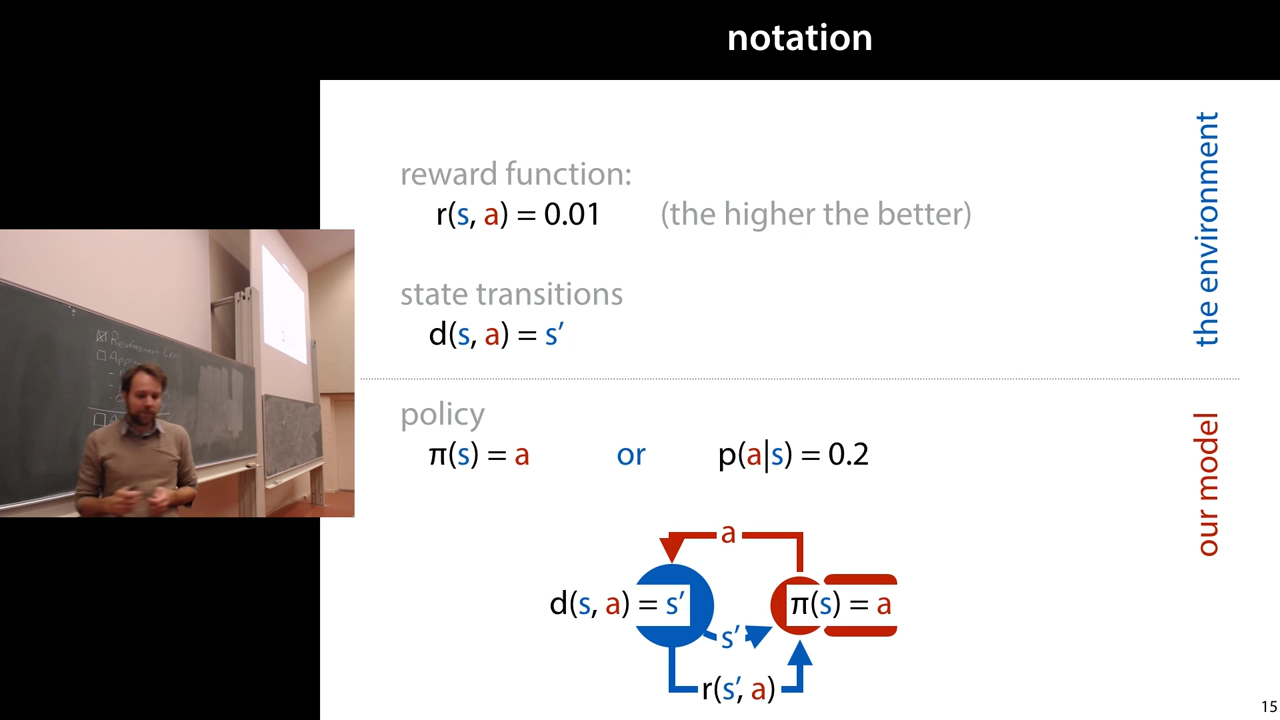 notation
reward function:
r(s, a) = 0.01 (the higher the better)
state transitions
d(s, a) = s′
the environment
policy
π(s) = a or p(a|s) = 0.2
our model
a
d(s, a) = s′
π(s) = a
s′
r(s′, a)
15